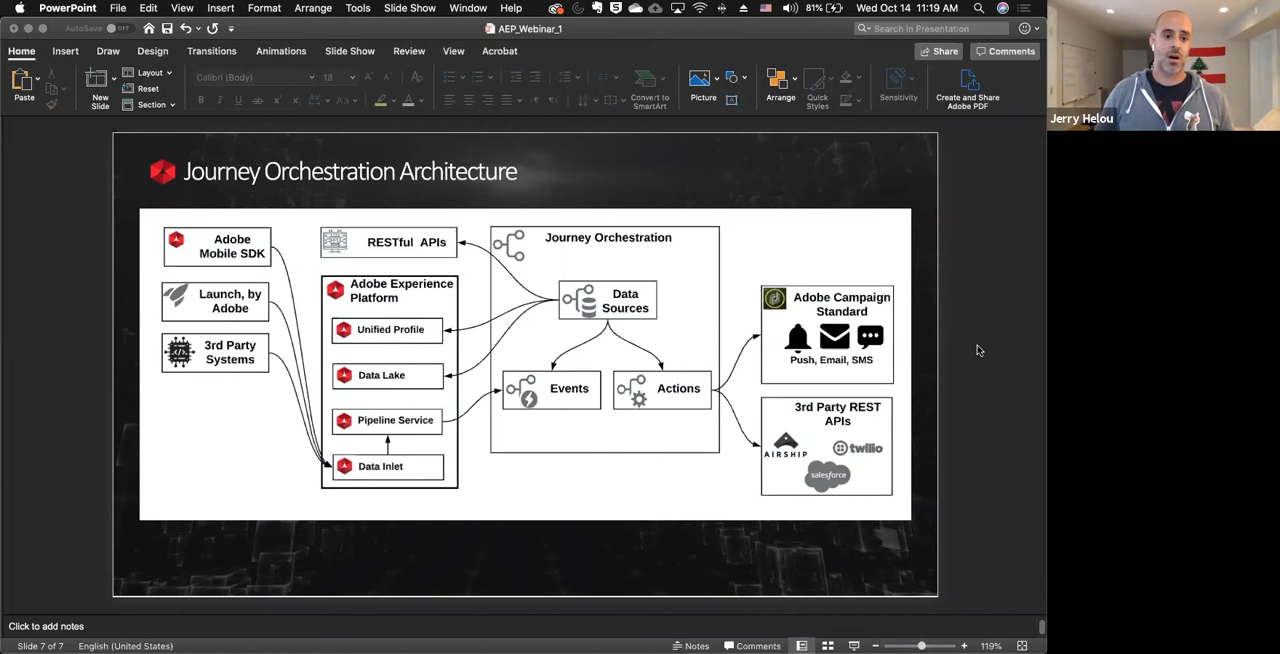 PowerPoint File Edit View Insert Format Arrange Tools Slide Show Window Help 81% Wed Oct 14 11:19 AM
AutoSave OFF AEP_Webinar_1 Search in Presentation
Home Insert Draw Design Transitions Animations Slide Show Review View Acrobat Share Comments
Paste
New
Slide
Layout
Reset
Section
Calibri (Body) 18
B I U ab
Convert to
SmartArt
Picture
Arrange
Quick
Styles
Sensitivity
Create and Share
Adobe PDF
Jerry Helou
Journey Orchestration Architecture
Adobe
Mobile SDK
Launch, by
Adobe
3rd Party
Systems
RESTful APIs
Adobe Experience
Platform
Unified Profile
Data Lake
Pipeline Service
Data Inlet
Journey Orchestration
Data
Sources
Events
Actions
Adobe Campaign
Standard
Push, Email, SMS
3rd Party REST
APIs
AIRSHIP
twilio
salesforce
Click to add notes
Slide 7 of 7 English (United States) Notes Comments 119%